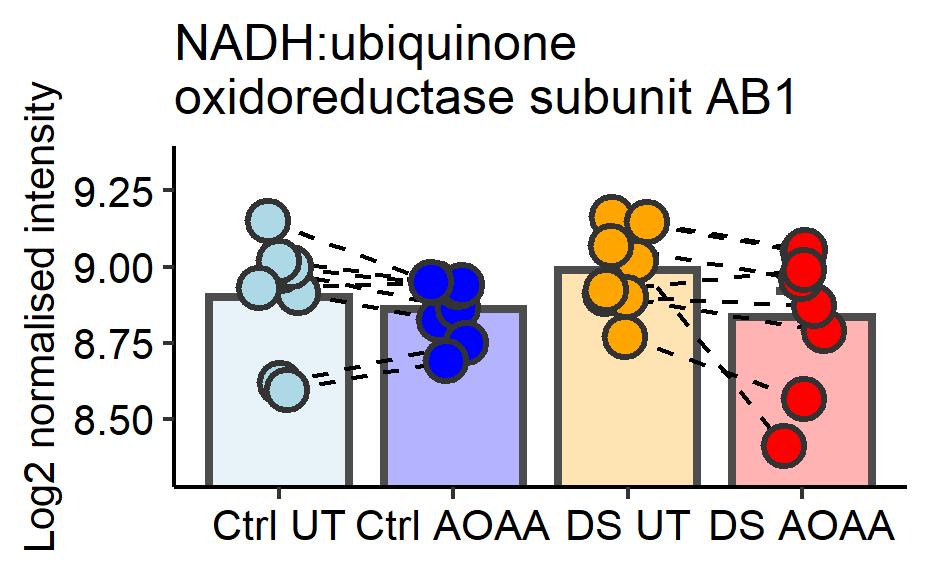 NADH:ubiquinone
oxidoreductase subunit AB1
Log2 normalised intensity
9.25
9.00
8.75
8.50
Ctrl UT
Ctrl AOAA
DS UT
DS AOAA